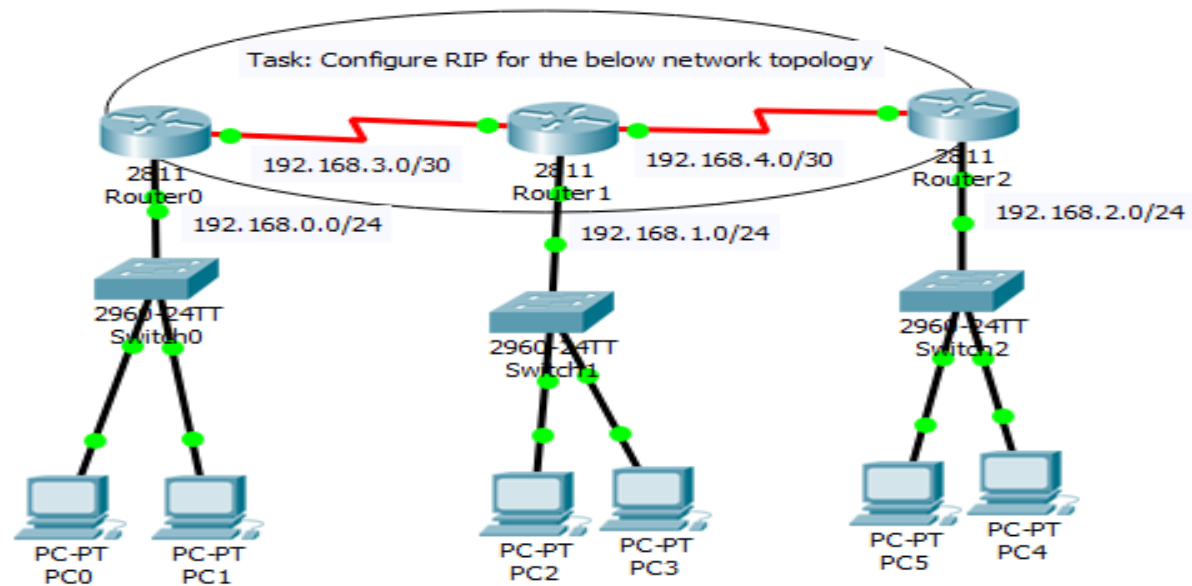 Task: Configure RIP for the below network topology
192.168.3.0/30
192.168.4.0/30
2811
Router0
2811
Router1
2811
Router2
192.168.0.0/24
192.168.1.0/24
192.168.2.0/24
2960-24TT
Switch0
2960-24TT
Switch1
2960-24TT
Switch2
PC-PT
PC0
PC-PT
PC1
PC-PT
PC2
PC-PT
PC3
PC-PT
PC5
PC-PT
PC4